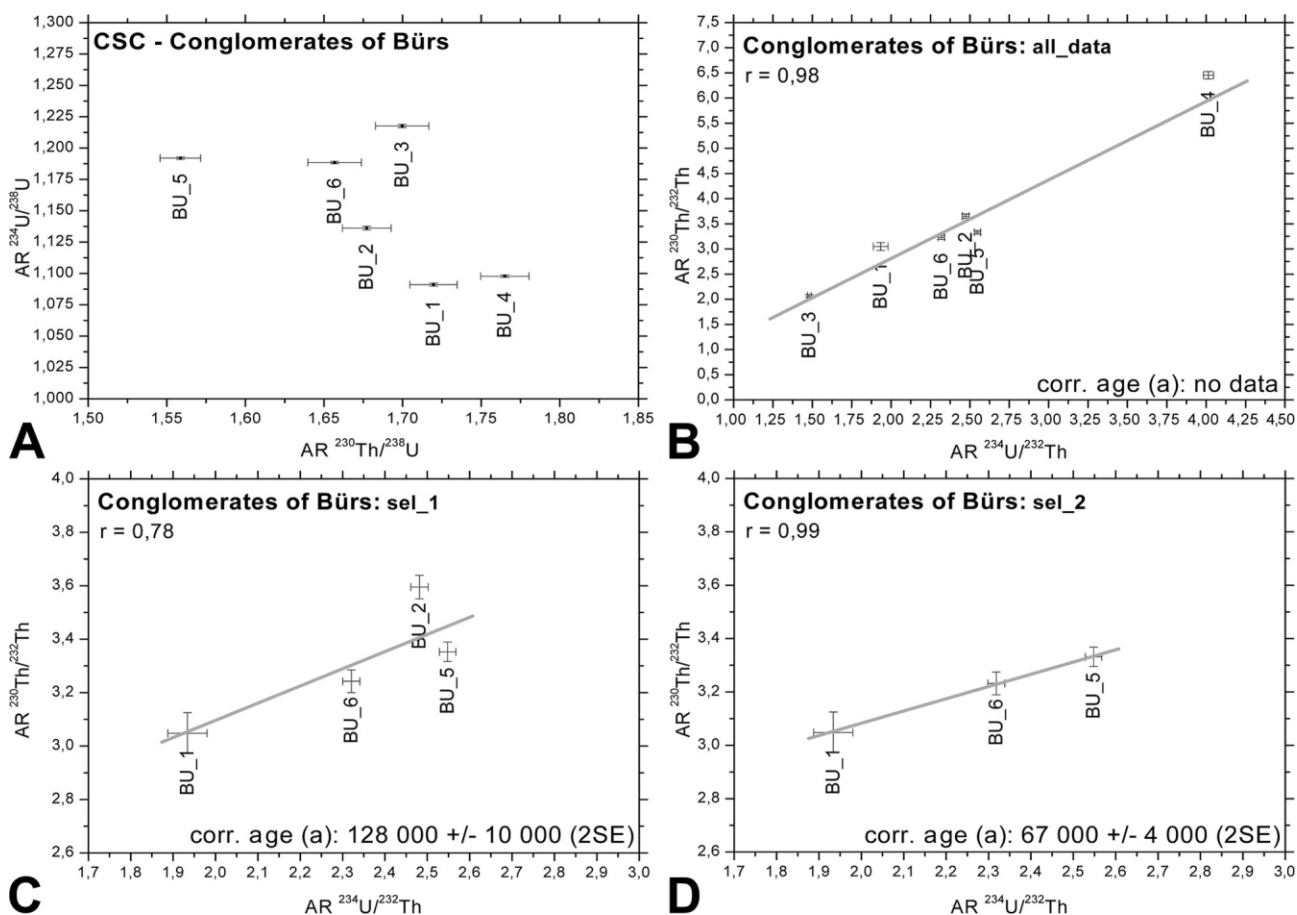 CSC - Conglomerates of Bürs
1,300
1,275
1,250
1,225
1,200
1,175
1,150
1,125
1,100
1,075
1,050
1,025
1,000
AR ²³⁴U/²³⁸U
BU_5
BU_6
BU_3
BU_2
BU_1
BU_4
1,50 1,55 1,60 1,65 1,70 1,75 1,80 1,85
AR ²³⁰Th/²³⁸U
A
Conglomerates of Bürs: all_data
r = 0,98
7,5
7,0
6,5
6,0
5,5
5,0
4,5
4,0
3,5
3,0
2,5
2,0
1,5
1,0
0,5
0,0
AR ²³⁰Th/²³²Th
BU_3
BU_1
BU_6
BU_2
BU_5
BU_4
corr. age (a): no data
1,00 1,25 1,50 1,75 2,00 2,25 2,50 2,75 3,00 3,25 3,50 3,75 4,00 4,25 4,50
AR ²³⁴U/²³²Th
B
Conglomerates of Bürs: sel_1
r = 0,78
4,0
3,8
3,6
3,4
3,2
3,0
2,8
2,6
AR ²³⁰Th/²³²Th
BU_1
BU_6
BU_2
BU_5
corr. age (a): 128 000 +/- 10 000 (2SE)
1,7 1,8 1,9 2,0 2,1 2,2 2,3 2,4 2,5 2,6 2,7 2,8 2,9 3,0
AR ²³⁴U/²³²Th
C
Conglomerates of Bürs: sel_2
r = 0,99
4,0
3,8
3,6
3,4
3,2
3,0
2,8
2,6
AR ²³⁰Th/²³²Th
BU_1
BU_6
BU_5
corr. age (a): 67 000 +/- 4 000 (2SE)
1,7 1,8 1,9 2,0 2,1 2,2 2,3 2,4 2,5 2,6 2,7 2,8 2,9 3,0
AR ²³⁴U/²³²Th
D